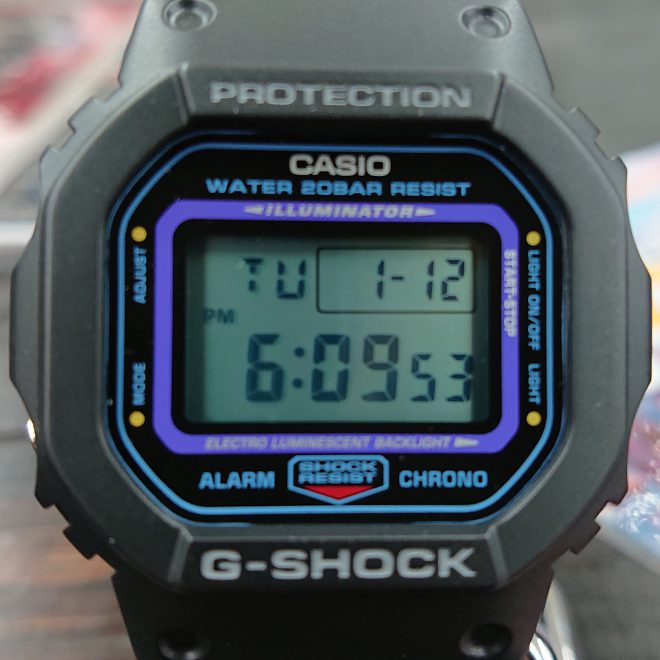 PROTECTION
CASIO
WATER 20BAR RESIST
ILLUMINATOR
ADJUST
LIGHT ON/OFF
START-STOP
TU 1-12
PM
6:09 53
MODE
LIGHT
ELECTRO LUMINESCENT BACKLIGHT
ALARM
SHOCK
RESIST
CHRONO
G-SHOCK